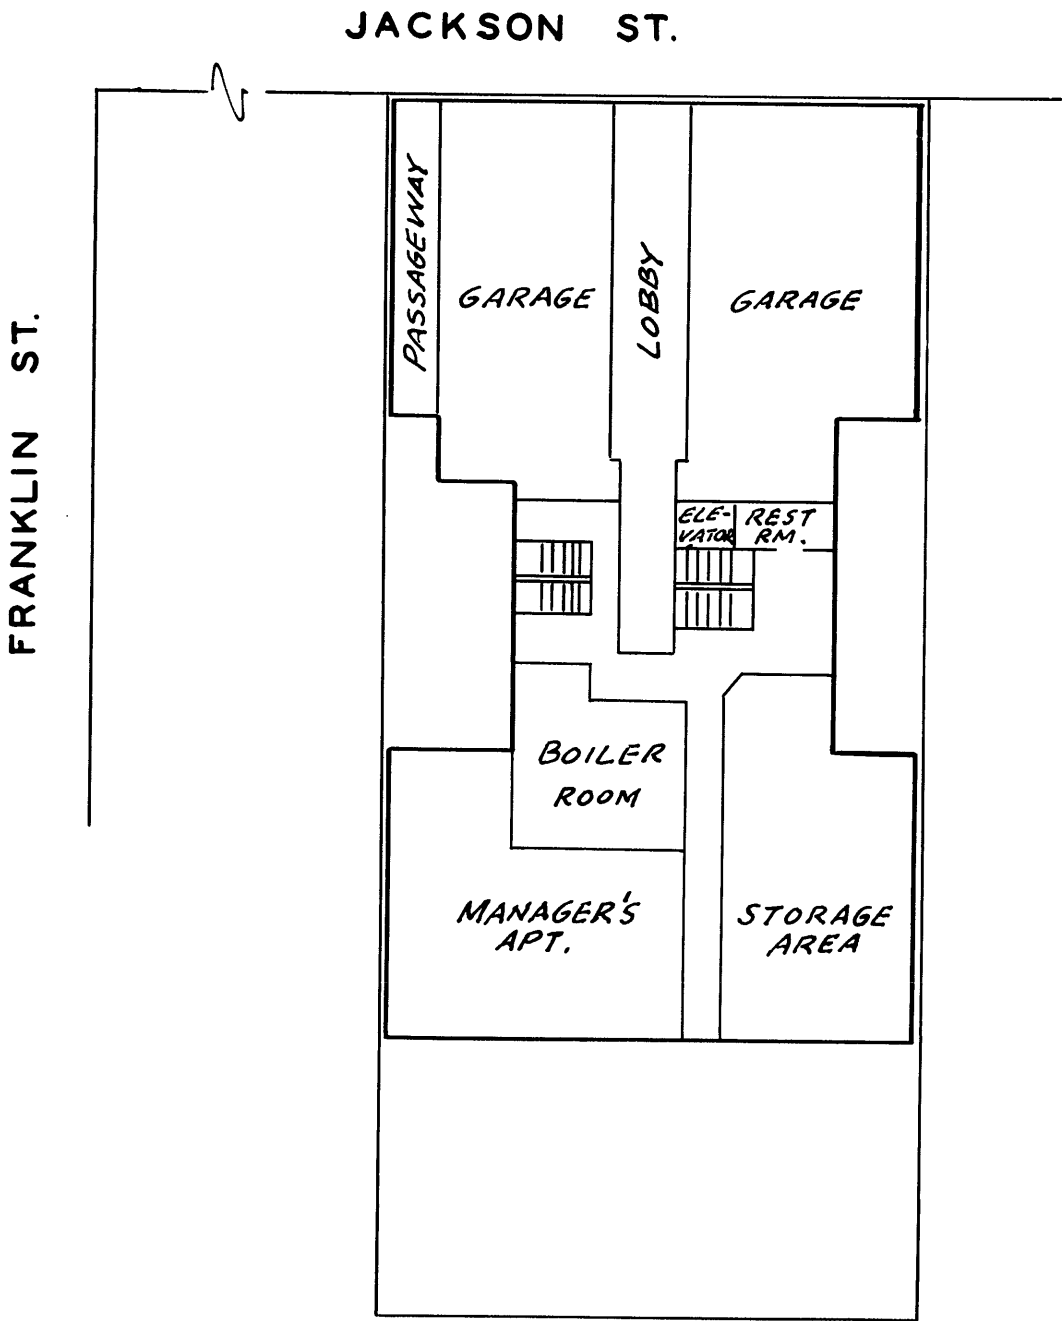 JACKSON ST.
FRANKLIN ST.
PASSAGEWAY
GARAGE
LOBBY
GARAGE
ELE-
VATOR
REST
RM.
BOILER
ROOM
MANAGER'S
APT.
STORAGE
AREA